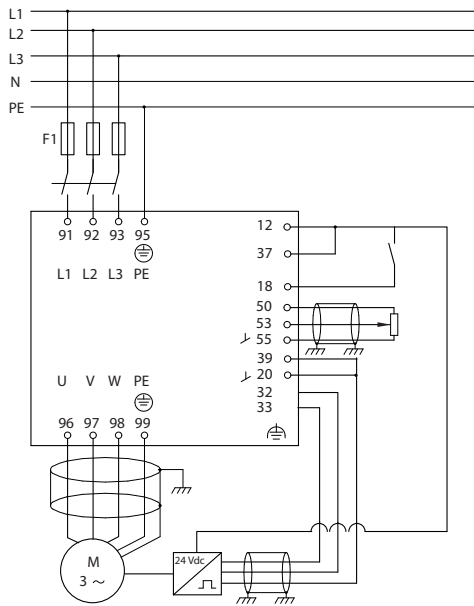 L1
L2
L3
N
PE
F1
91 92 93 95
L1 L2 L3 PE
12
37
18
50
53
55
39
20
32
33
U V W PE
96 97 98 99
M
3 ~
24 Vdc